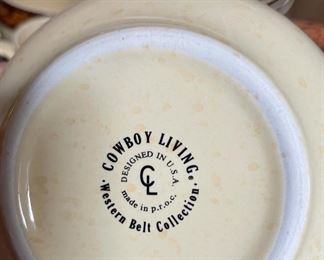 COWBOY LIVING®
DESIGNED IN U.S.A.
CL
made in p.r.o.c.
• Western Belt Collection •